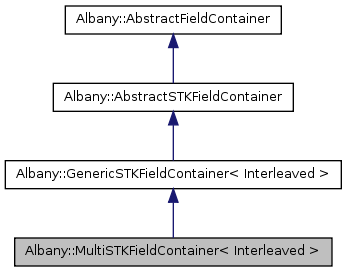 Albany::AbstractFieldContainer
Albany::AbstractSTKFieldContainer
Albany::GenericSTKFieldContainer< Interleaved >
Albany::MultiSTKFieldContainer< Interleaved >